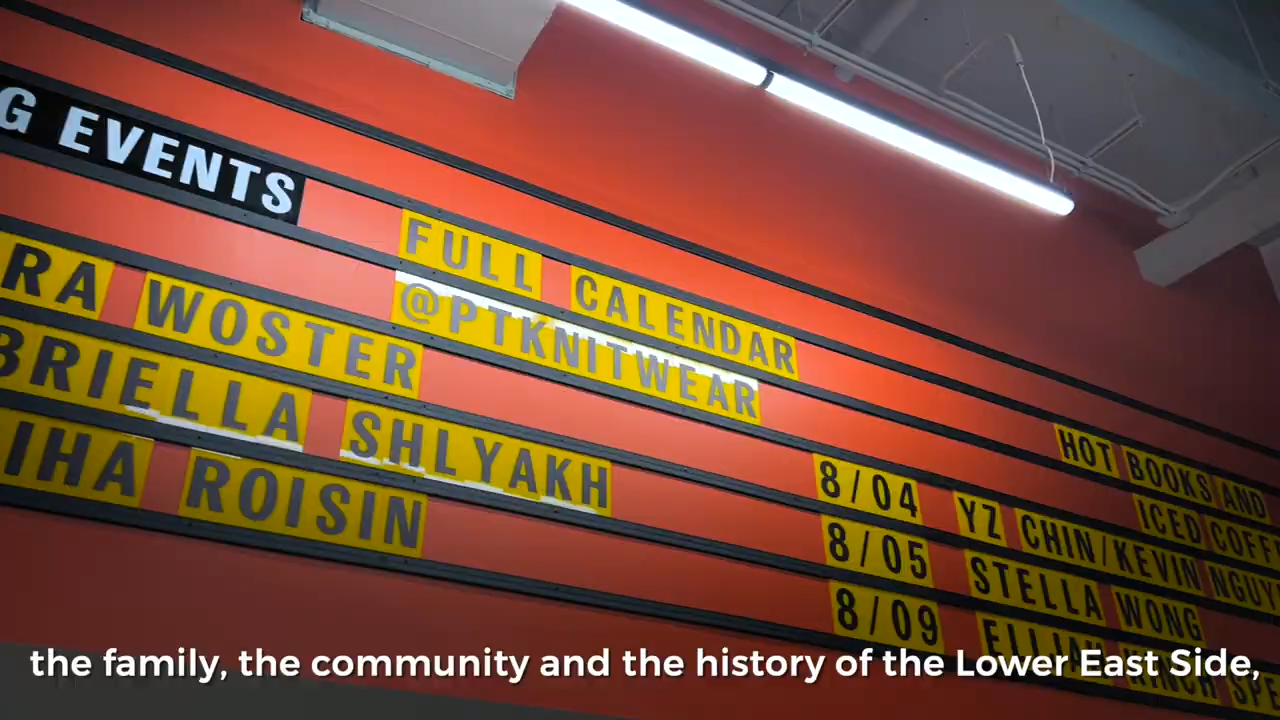 G EVENTS
FULL CALENDAR
@PTKNITWEAR
RA WOSTER
BRIELLA SHLYAKH
IHA ROISIN
HOT BOOKS AND
ICED COFFE
8/04 YZ CHIN/KEVIN NGUY
8/05 STELLA WONG
8/09
the family, the community and the history of the Lower East Side,